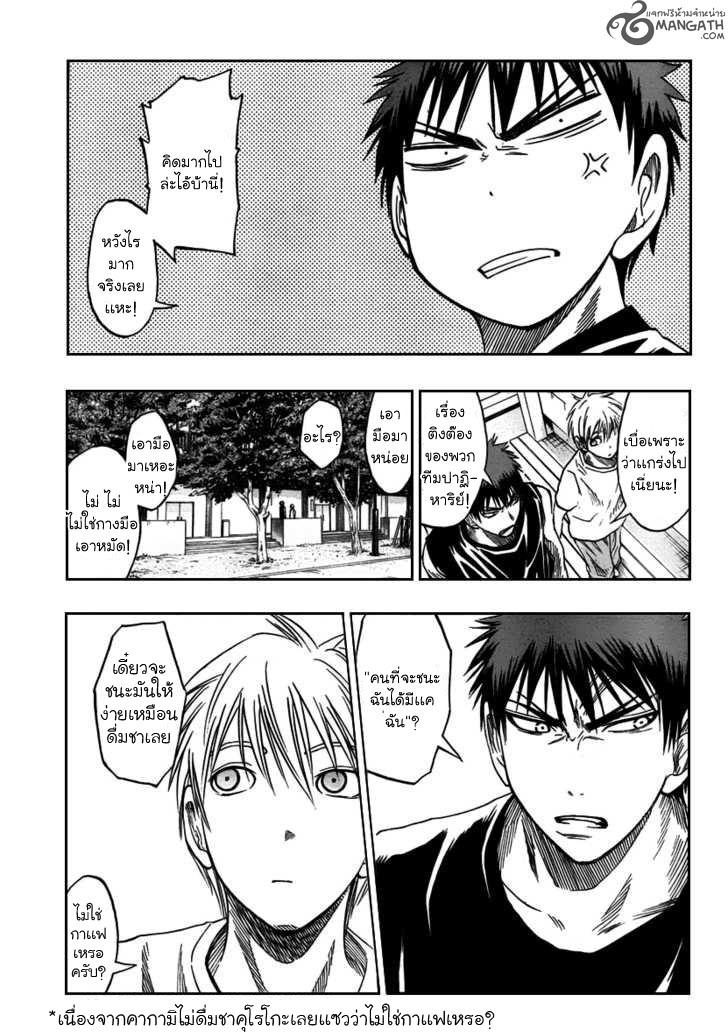 แจกฟรีห้ามจำหน่าย
MANGATH
.COM
คิดมากไป
ล่ะไอ้บ้านี่!
หวังไร
มาก
จริงเลย
แหะ!
เบื่อเพราะ
ว่าแกร่งไป
เนี่ยนะ!
เรื่อง
ติงต๊อง
ของพวก
ทีมปาฏิ-
หาริย์!
เอา
มือมา
หน่อย
อะไร?
เอามือ
มาเหอะ
หน่า!
ไม่ ไม่
ไม่ใช่กางมือ
เอาหมัด!
"คนที่จะชนะ
ฉันได้มีแค่
ฉัน"?
เดี๋ยวจะ
ชนะมันให้
ง่ายเหมือน
ดื่มชาเลย
ไม่ใช่
กาแฟ
เหรอ
ครับ?
*เนื่องจากคากามิไม่ดื่มชาคุโรโกะเลยแซวว่าไม่ใช่กาแฟเหรอ?